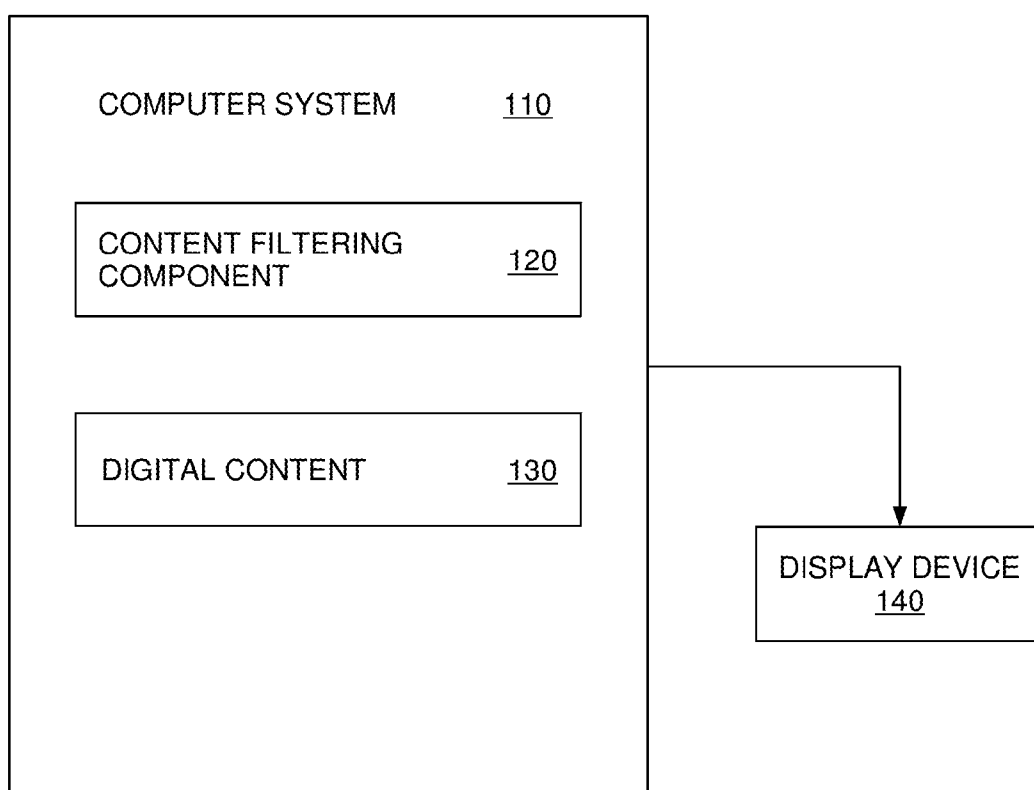 COMPUTER SYSTEM 110
CONTENT FILTERING
COMPONENT 120
DIGITAL CONTENT 130
DISPLAY DEVICE
140